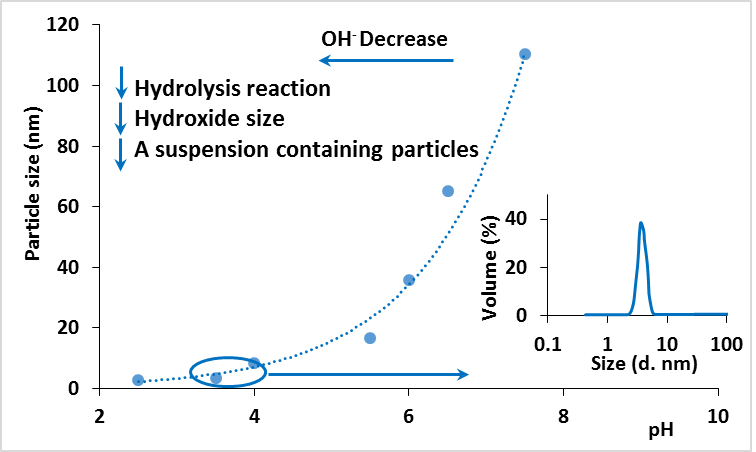 120
100
80
60
40
20
0
Particle size (nm)
OH- Decrease
Hydrolysis reaction
Hydroxide size
A suspension containing particles
2
4
6
8
10
pH
40
20
0
Volume (%)
0.1
1
10
100
Size (d. nm)